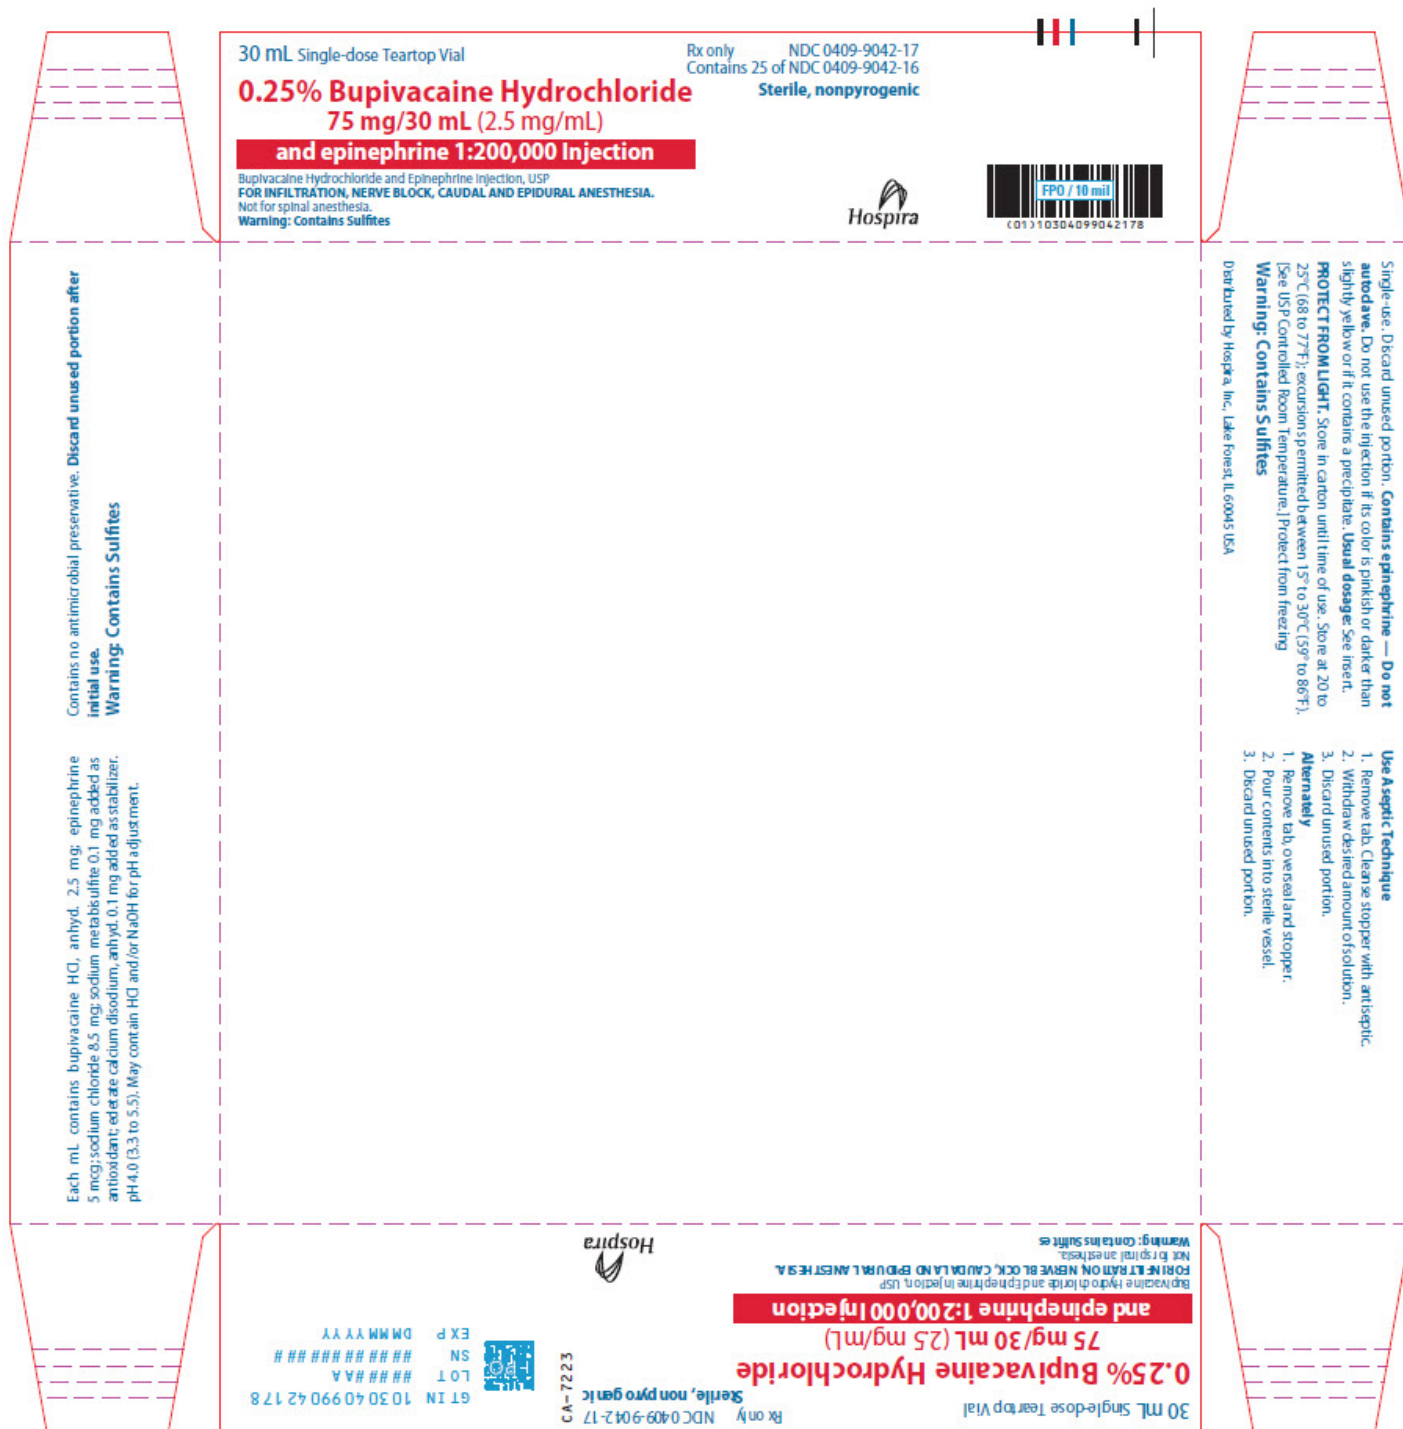 30 mL Single-dose Teartop Vial
Rx only NDC 0409-9042-17
Contains 25 of NDC 0409-9042-16
Sterile, nonpyrogenic
0.25% Bupivacaine Hydrochloride
75 mg/30 mL (2.5 mg/mL)
and epinephrine 1:200,000 Injection
Bupivacaine Hydrochloride and Epinephrine Injection, USP
FOR INFILTRATION, NERVE BLOCK, CAUDAL AND EPIDURAL ANESTHESIA.
Not for spinal anesthesia.
Warning: Contains Sulfites
Hospira
FPO / 10 mil
(01)10304099042178
Contains no antimicrobial preservative. Discard unused portion after
initial use.
Warning: Contains Sulfites
Each mL contains bupivacaine HCl, anhyd. 2.5 mg; epinephrine
5 mcg; sodium chloride 8.5 mg; sodium metabisulfite 0.1 mg added as
antioxidant; edetate calcium disodium, anhyd. 0.1 mg added as stabilizer.
pH 4.0 (3.3 to 5.5). May contain HCl and/or NaOH for pH adjustment.
Single-use. Discard unused portion. Contains epinephrine — Do not
autoclave. Do not use the injection if its color is pinkish or darker than
slightly yellow or if it contains a precipitate. Usual dosage: See insert.
PROTECT FROM LIGHT. Store in carton until time of use. Store at 20 to
25°C (68 to 77°F); excursions permitted between 15° to 30°C (59° to 86°F).
[See USP Controlled Room Temperature.] Protect from freezing
Warning: Contains Sulfites
Distributed by Hospira, Inc., Lake Forest, IL 60045 USA
Use Aseptic Technique
1. Remove tab. Cleanse stopper with antiseptic.
2. Withdraw desired amount of solution.
3. Discard unused portion.
Alternately
1. Remove tab, overseal and stopper.
2. Pour contents into sterile vessel.
3. Discard unused portion.
30 mL Single-dose Teartop Vial
Rx only NDC 0409-9042-17
Sterile, nonpyrogenic
0.25% Bupivacaine Hydrochloride
75 mg/30 mL (2.5 mg/mL)
and epinephrine 1:200,000 Injection
Bupivacaine Hydrochloride and Epinephrine Injection, USP
FOR INFILTRATION, NERVE BLOCK, CAUDAL AND EPIDURAL ANESTHESIA.
Not for spinal anesthesia.
Warning: Contains Sulfites
Hospira
CA-7223
GTIN 10304099042178
LOT #####AA
SN ############
EXP DMMMYYYY